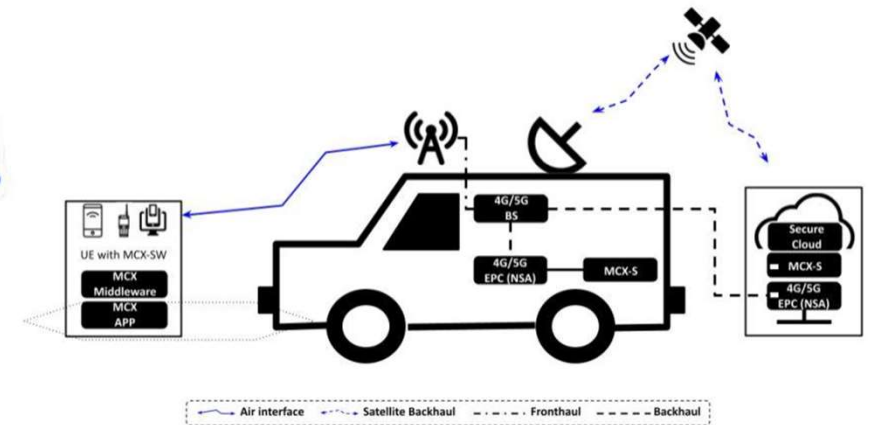 UE with MCX-SW
MCX
Middleware
MCX
APP
4G/5G
BS
4G/5G
EPC (NSA)
MCX-S
Secure
Cloud
MCX-S
4G/5G
EPC (NSA)
Air interface
Satellite Backhaul
Fronthaul
Backhaul